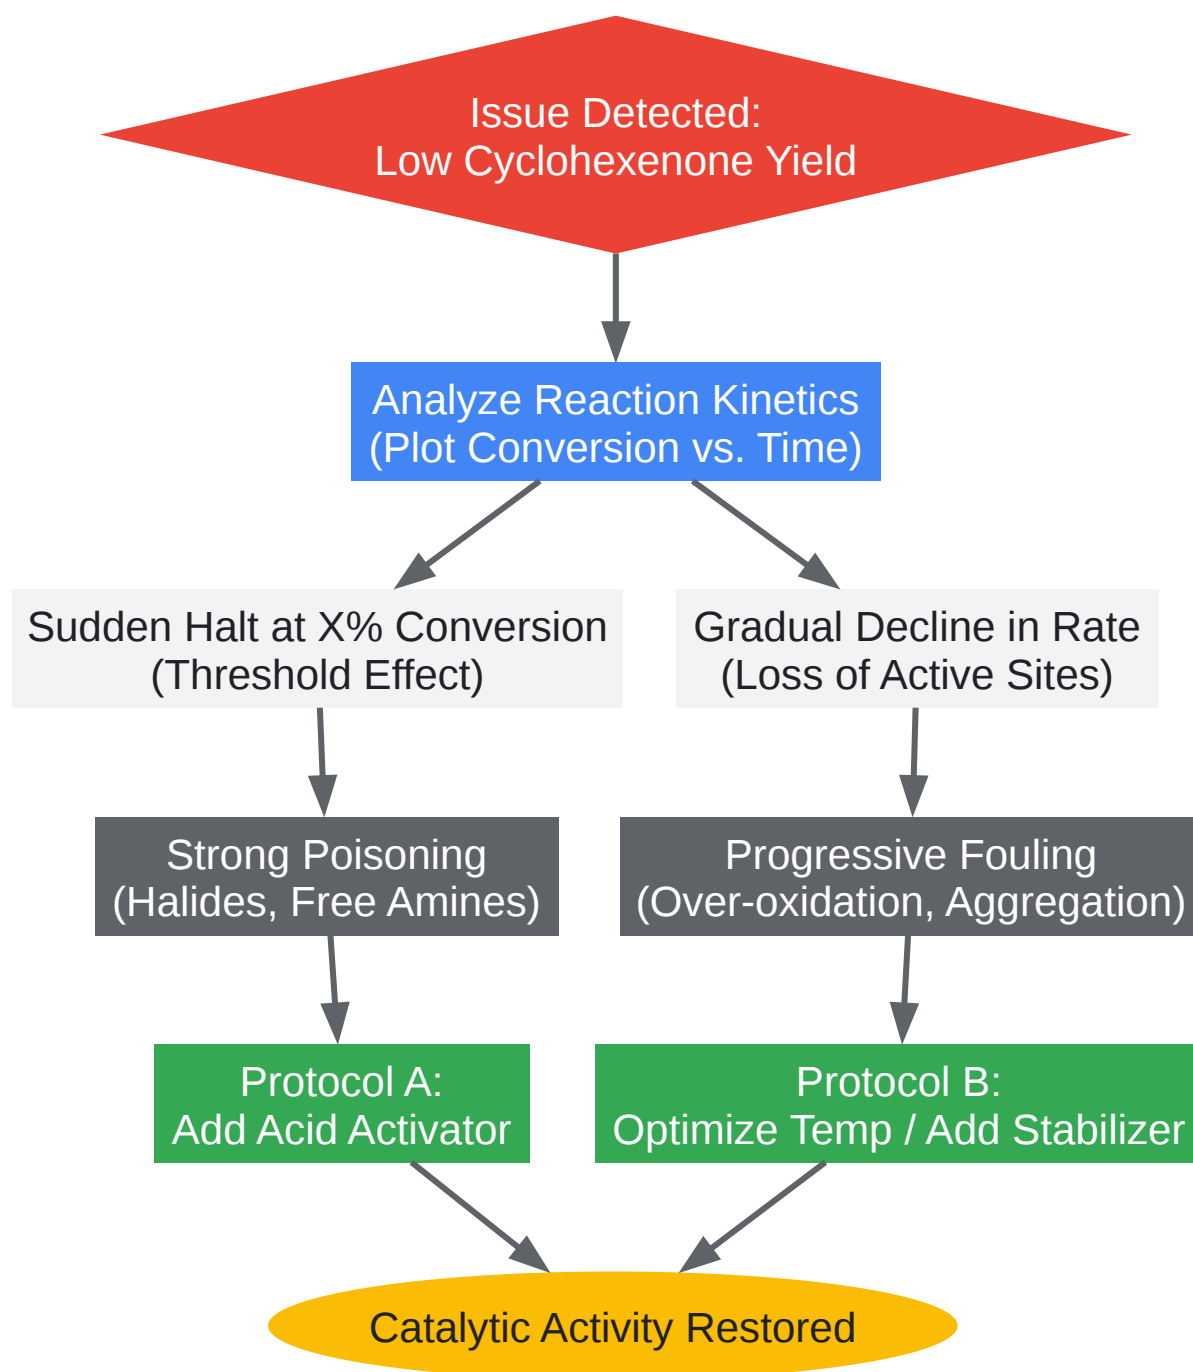 Issue Detected:
Low Cyclohexenone Yield
Analyze Reaction Kinetics
(Plot Conversion vs. Time)
Sudden Halt at X% Conversion
(Threshold Effect)
Gradual Decline in Rate
(Loss of Active Sites)
Strong Poisoning
(Halides, Free Amines)
Progressive Fouling
(Over-oxidation, Aggregation)
Protocol A:
Add Acid Activator
Protocol B:
Optimize Temp / Add Stabilizer
Catalytic Activity Restored